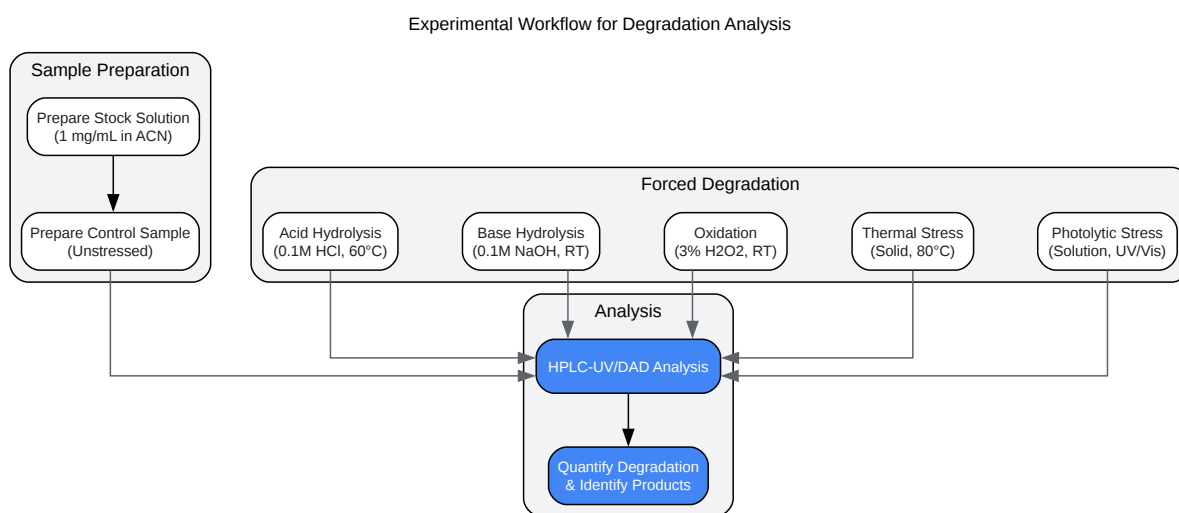 Experimental Workflow for Degradation Analysis
Sample Preparation
Prepare Stock Solution
(1 mg/mL in ACN)
Prepare Control Sample
(Unstressed)
Forced Degradation
Acid Hydrolysis
(0.1M HCl, 60°C)
Base Hydrolysis
(0.1M NaOH, RT)
Oxidation
(3% H2O2, RT)
Thermal Stress
(Solid, 80°C)
Photolytic Stress
(Solution, UV/Vis)
Analysis
HPLC-UV/DAD Analysis
Quantify Degradation
& Identify Products